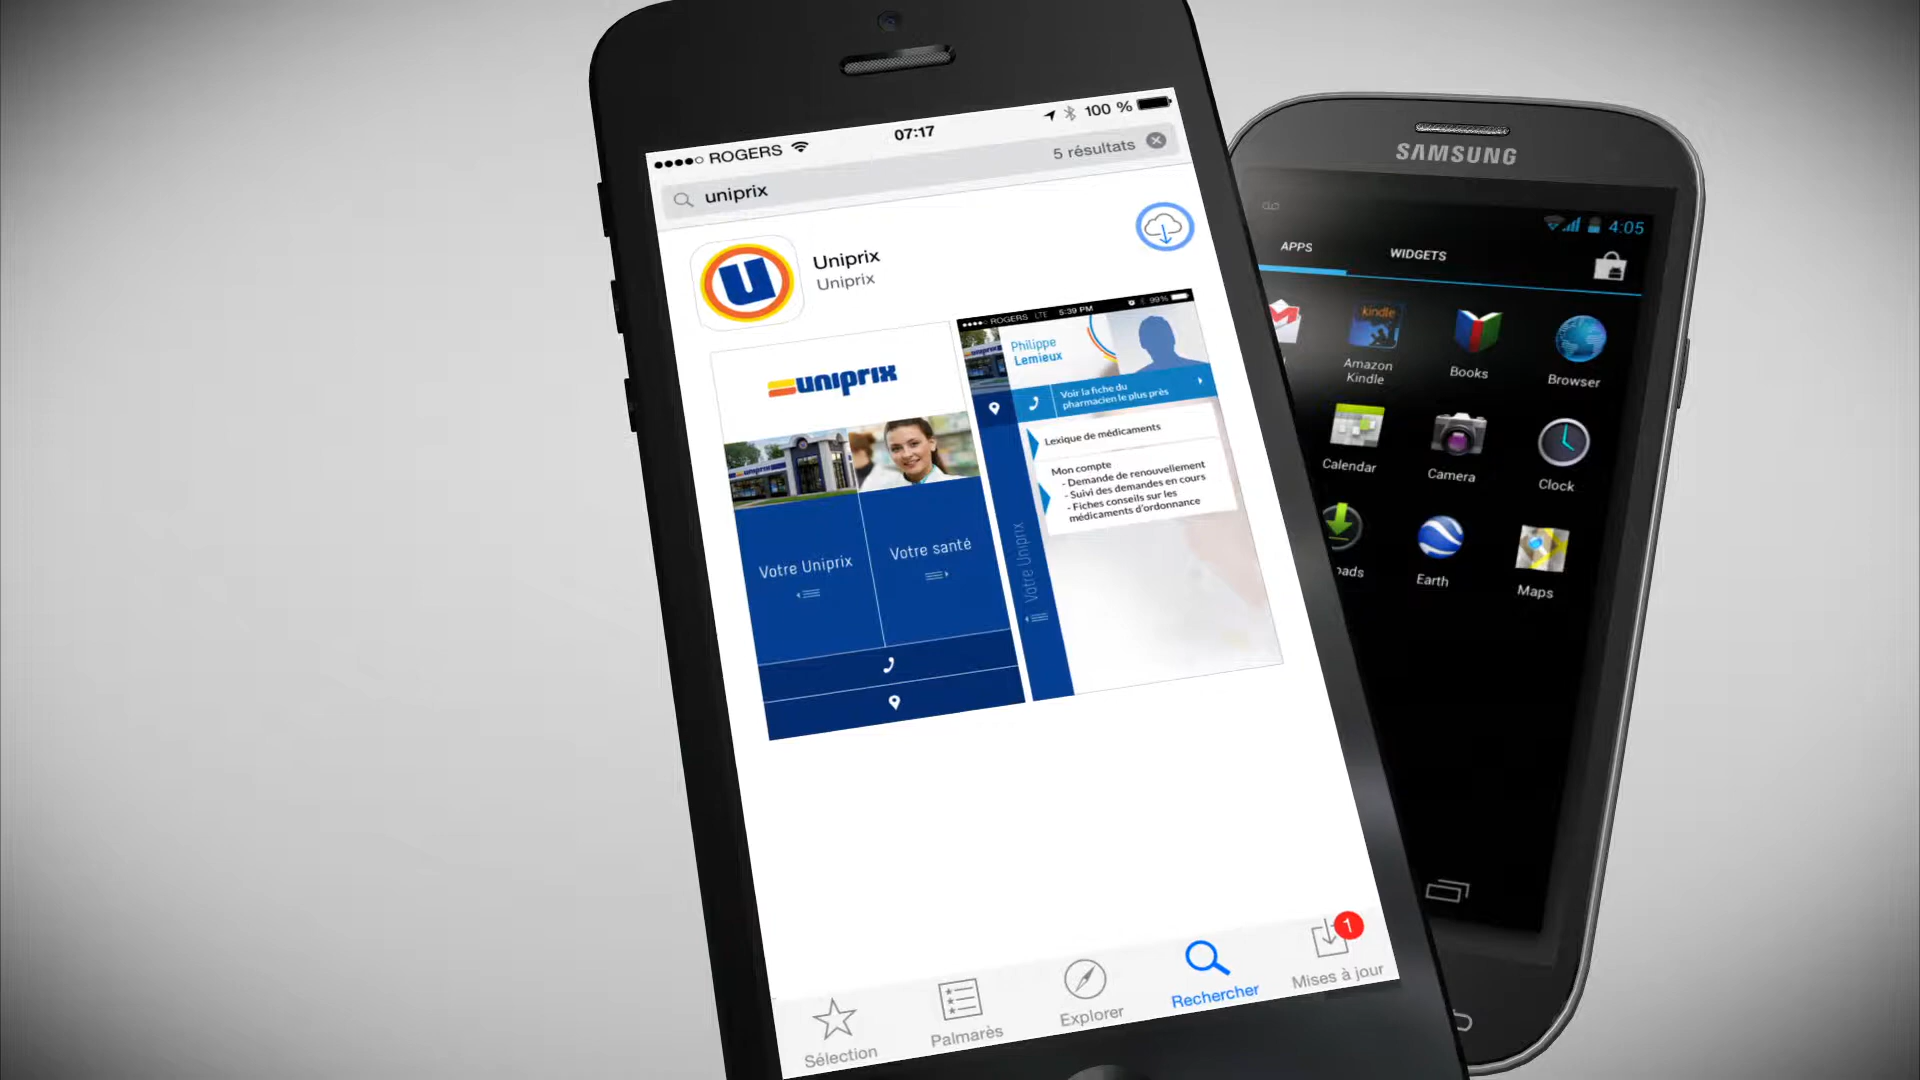 ROGERS
07:17
100 %
uniprix
5 résultats
Uniprix
Uniprix
uniprix
Votre Uniprix
Votre santé
ROGERS LTE 5:39 PM 99%
Philippe
Lemieux
Voir la fiche du
pharmacien le plus près
Lexique de médicaments
Mon compte
- Demande de renouvellement
- Suivi des demandes en cours
- Fiches conseils sur les
médicaments d'ordonnance
Votre Uniprix
Sélection
Palmarès
Explorer
Rechercher
Mises à jour
1
SAMSUNG
4:05
APPS
WIDGETS
kindle
Amazon
Kindle
Books
Browser
Calendar
Camera
Clock
Earth
Maps